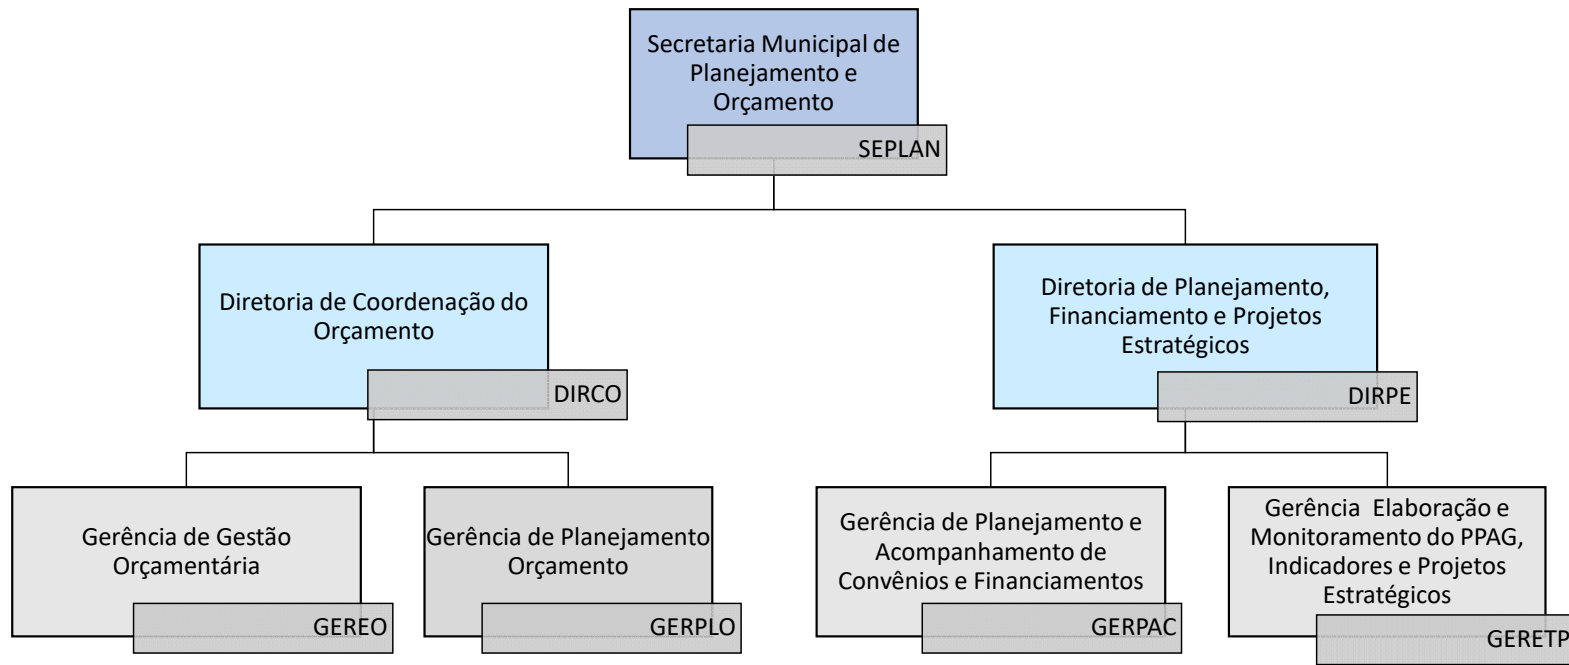 Secretaria Municipal de
Planejamento e
Orçamento
SEPLAN
Diretoria de Coordenação do
Orçamento
DIRCO
Diretoria de Planejamento,
Financiamento e Projetos
Estratégicos
DIRPE
Gerência de Gestão
Orçamentária
GEREO
Gerência de Planejamento
Orçamento
GERPLO
Gerência de Planejamento e
Acompanhamento de
Convênios e Financiamentos
GERPAC
Gerência  Elaboração e
Monitoramento do PPAG,
Indicadores e Projetos
Estratégicos
GERETP